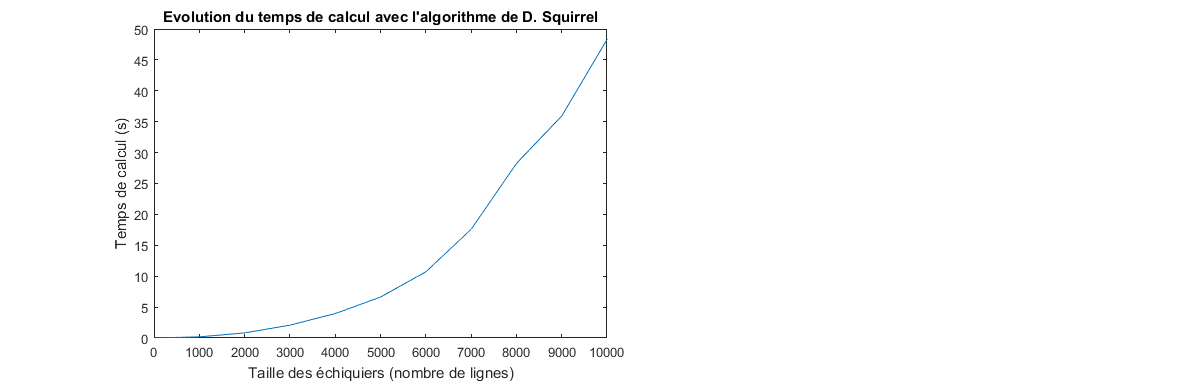 Evolution du temps de calcul avec l'algorithme de D. Squirrel
50
45
40
35
30
25
20
15
10
5
0
Temps de calcul (s)
0 1000 2000 3000 4000 5000 6000 7000 8000 9000 10000
Taille des échiquiers (nombre de lignes)